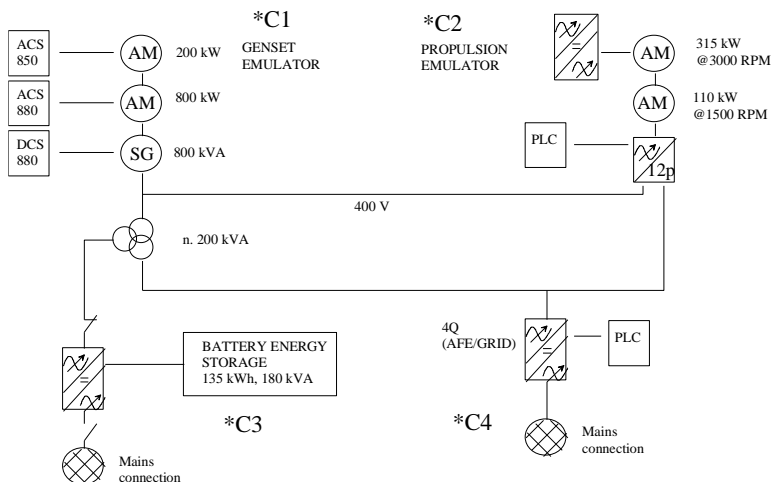 *C1
GENSET
EMULATOR
ACS
850
AM
200 kW
ACS
880
AM
800 kW
DCS
880
SG
800 kVA
*C2
PROPULSION
EMULATOR
=
AM
315 kW
@3000 RPM
AM
110 kW
@1500 RPM
PLC
12p
400 V
n. 200 kVA
=
BATTERY ENERGY
STORAGE
135 kWh, 180 kVA
*C3
Mains
connection
4Q
(AFE/GRID)
=
PLC
*C4
Mains
connection